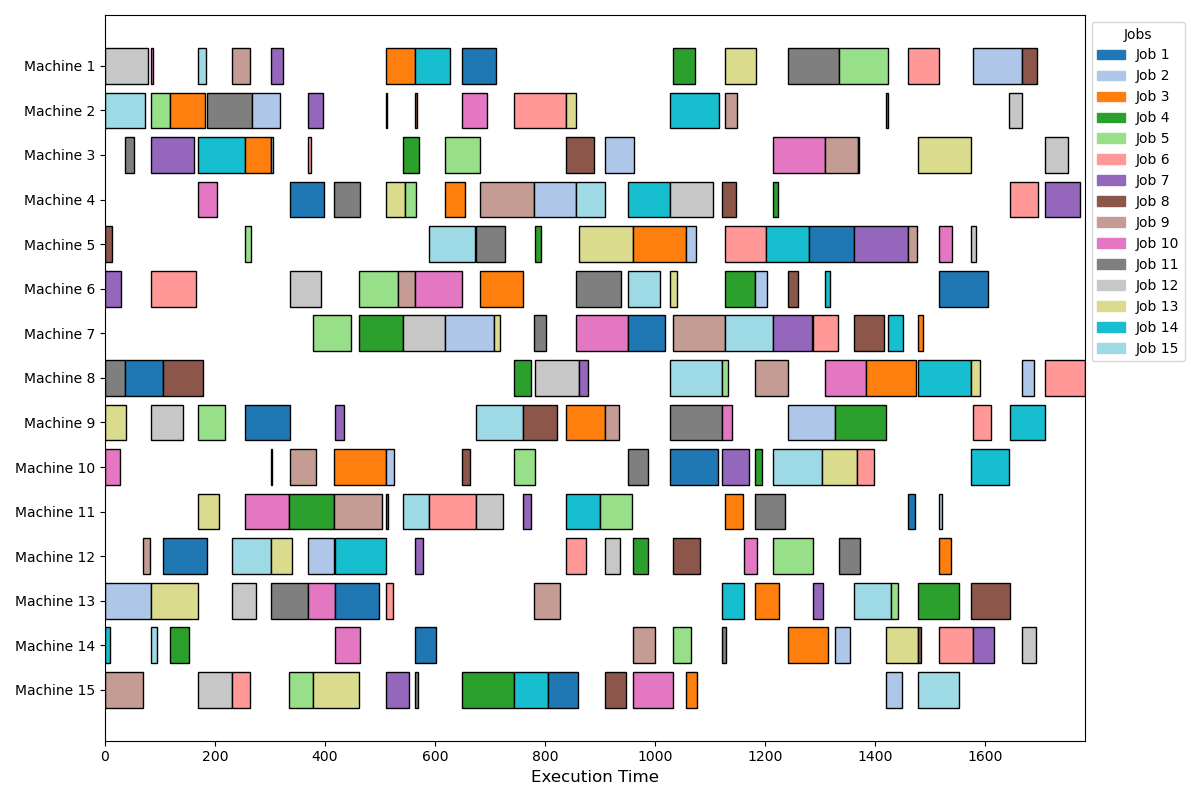 Machine 1
Machine 2
Machine 3
Machine 4
Machine 5
Machine 6
Machine 7
Machine 8
Machine 9
Machine 10
Machine 11
Machine 12
Machine 13
Machine 14
Machine 15
0 200 400 600 800 1000 1200 1400 1600
Execution Time
Jobs
Job 1
Job 2
Job 3
Job 4
Job 5
Job 6
Job 7
Job 8
Job 9
Job 10
Job 11
Job 12
Job 13
Job 14
Job 15